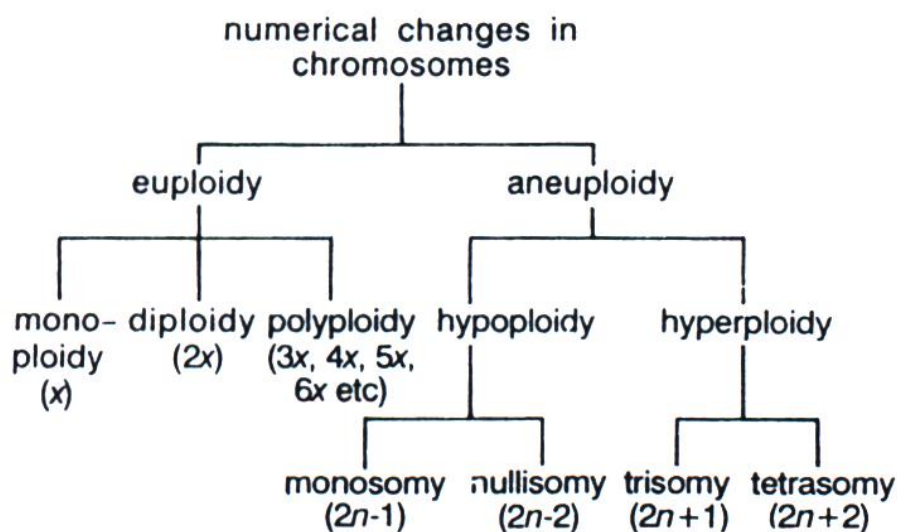 numerical changes in
chromosomes
euploidy
aneuploidy
mono-
ploidy
(x)
diploidy
(2x)
polyploidy
(3x, 4x, 5x,
6x etc)
hypoploidy
hyperploidy
monosomy
(2n-1)
nullisomy
(2n-2)
trisomy
(2n+1)
tetrasomy
(2n+2)